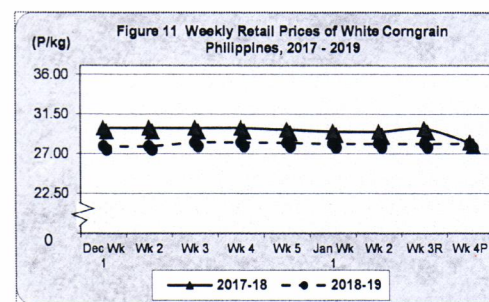 Figure 11 Weekly Retail Prices of White Corngrain
Philippines, 2017 - 2019
(P/kg)
36.00
31.50
27.00
22.50
0
Dec Wk 1 Wk 2 Wk 3 Wk 4 Wk 5 Jan Wk 1 Wk 2 Wk 3R Wk 4P
2017-18 2018-19